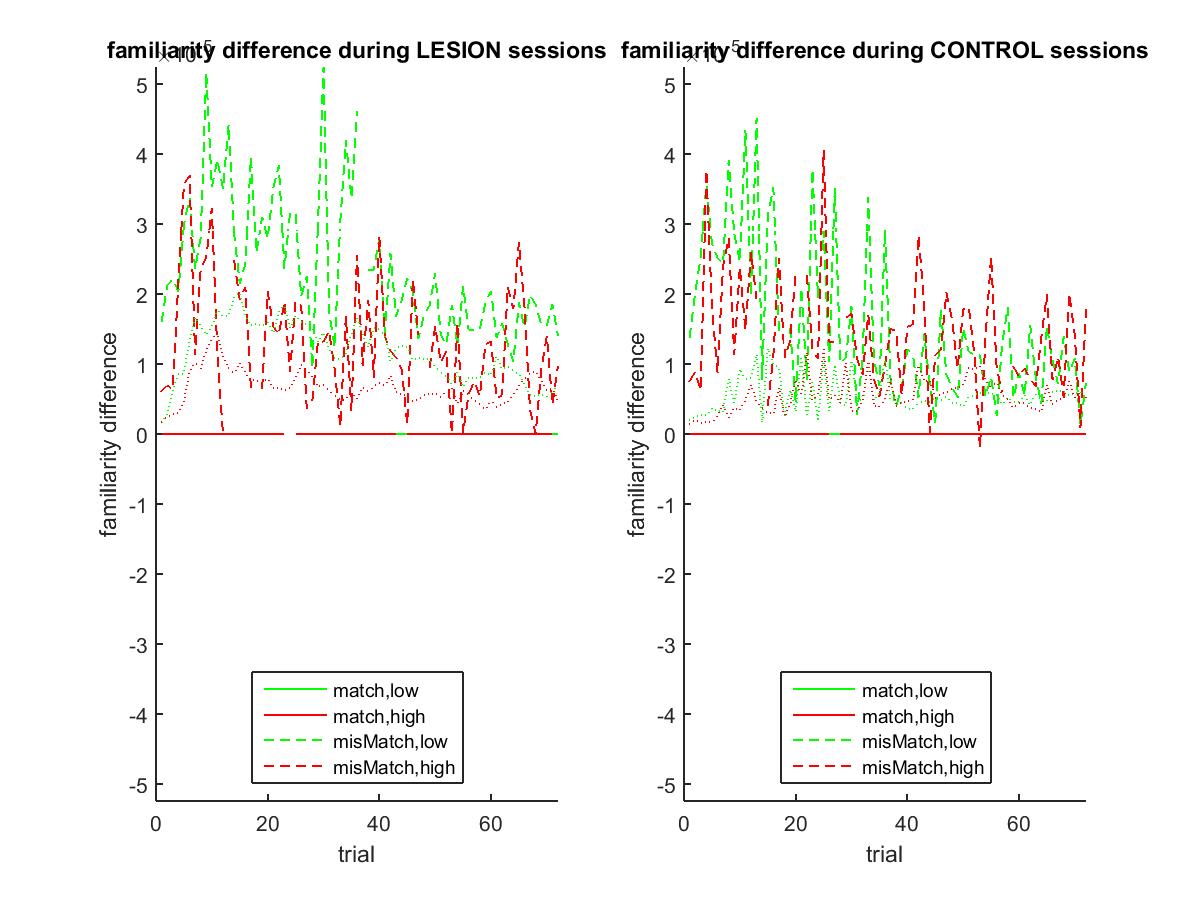 familiarity difference during LESION sessions
×10^5
5
4
3
2
1
0
-1
-2
-3
-4
-5
familiarity difference
0 20 40 60
trial
match,low
match,high
misMatch,low
misMatch,high
familiarity difference during CONTROL sessions
×10^5
5
4
3
2
1
0
-1
-2
-3
-4
-5
familiarity difference
0 20 40 60
trial
match,low
match,high
misMatch,low
misMatch,high